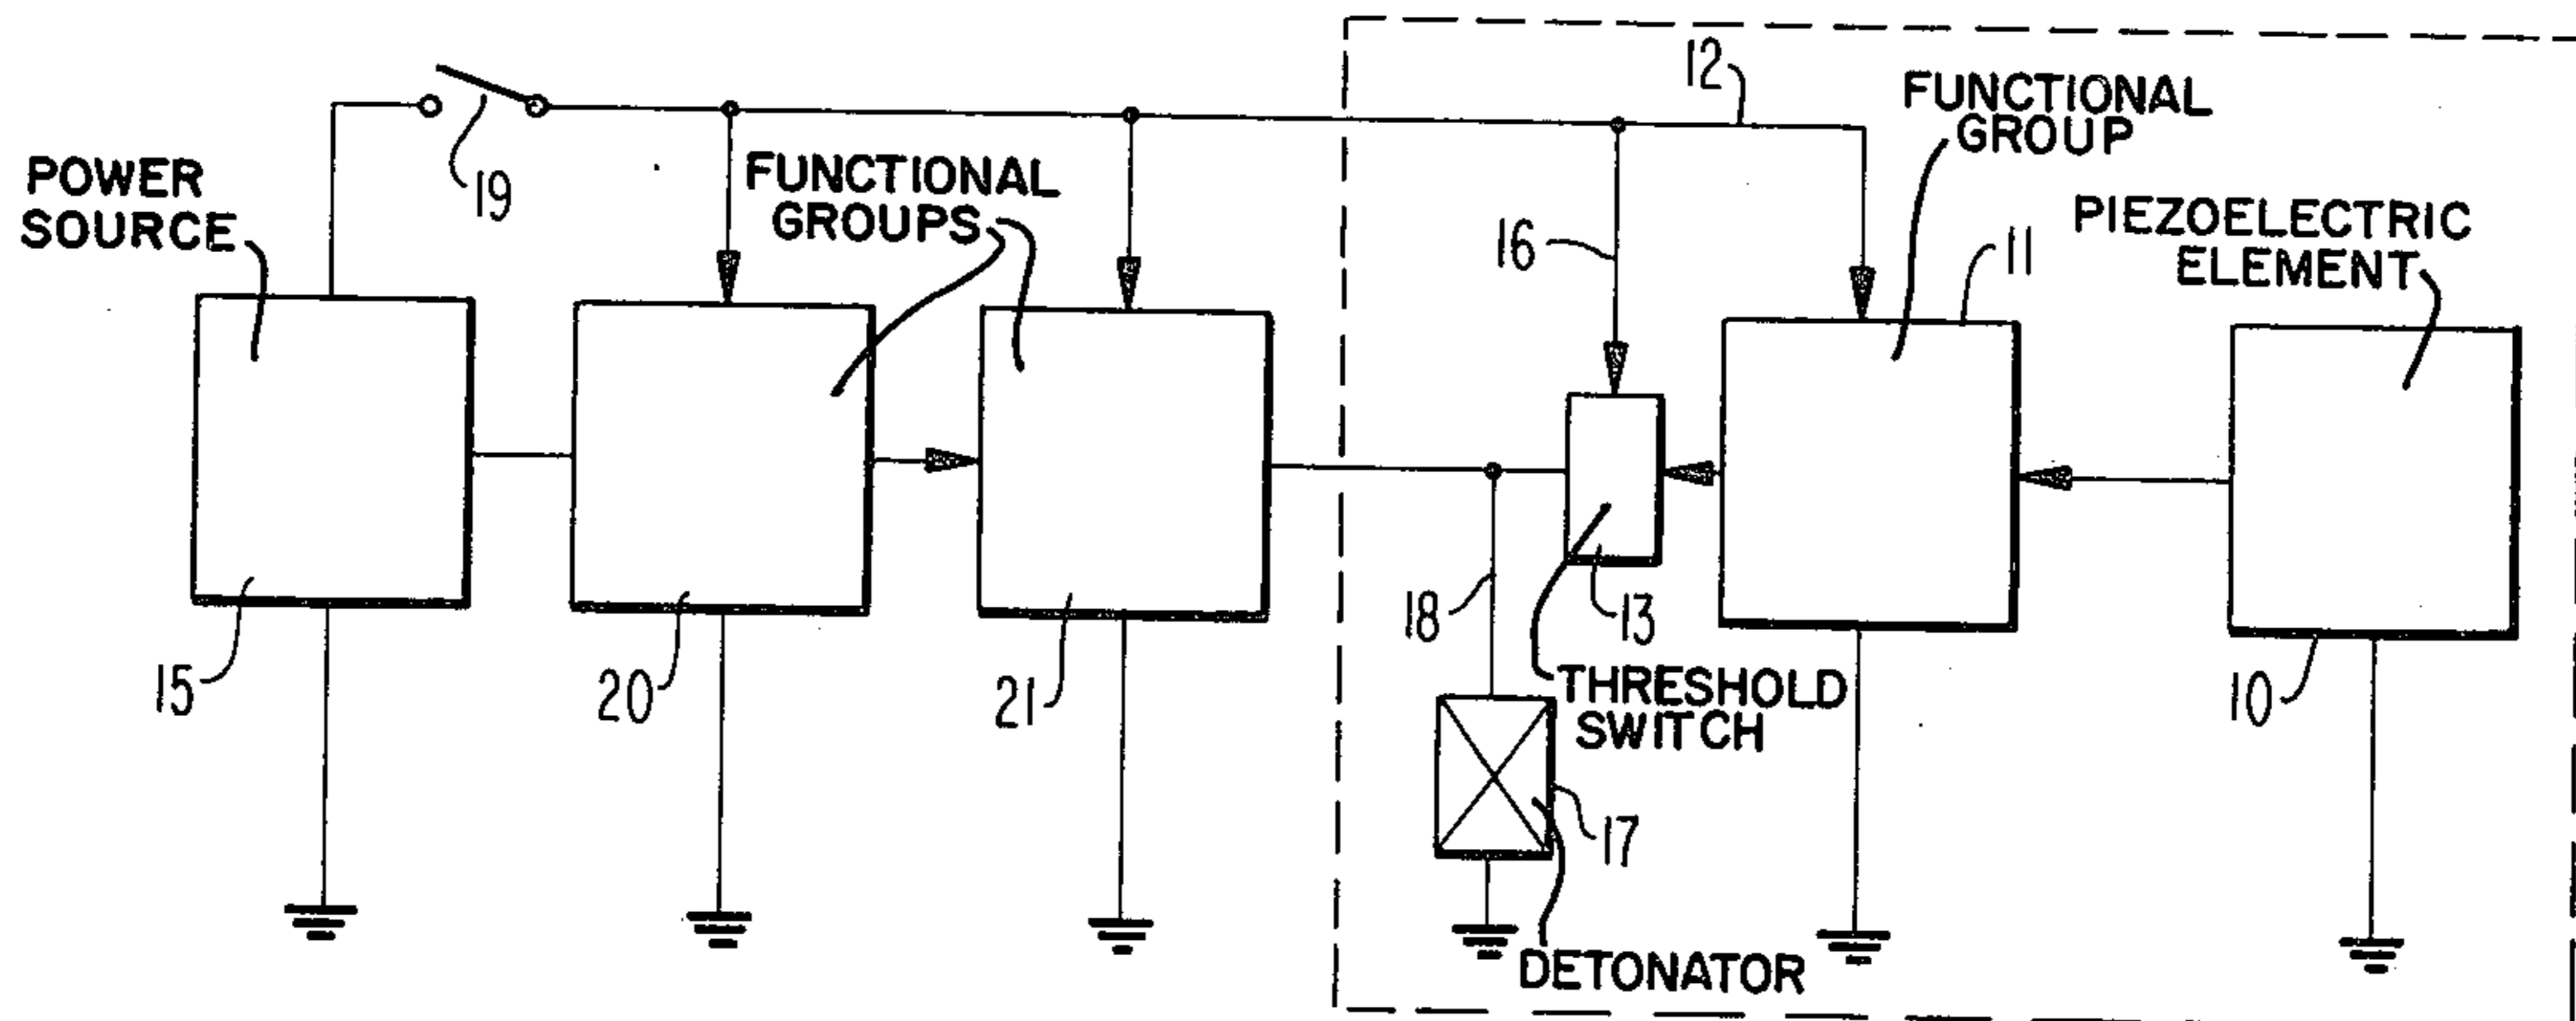 12
FUNCTIONAL
GROUP
POWER
SOURCE
19
FUNCTIONAL
GROUPS
16
11
PIEZOELECTRIC
ELEMENT
15
20
21
18
13
THRESHOLD
SWITCH
10
17
DETONATOR